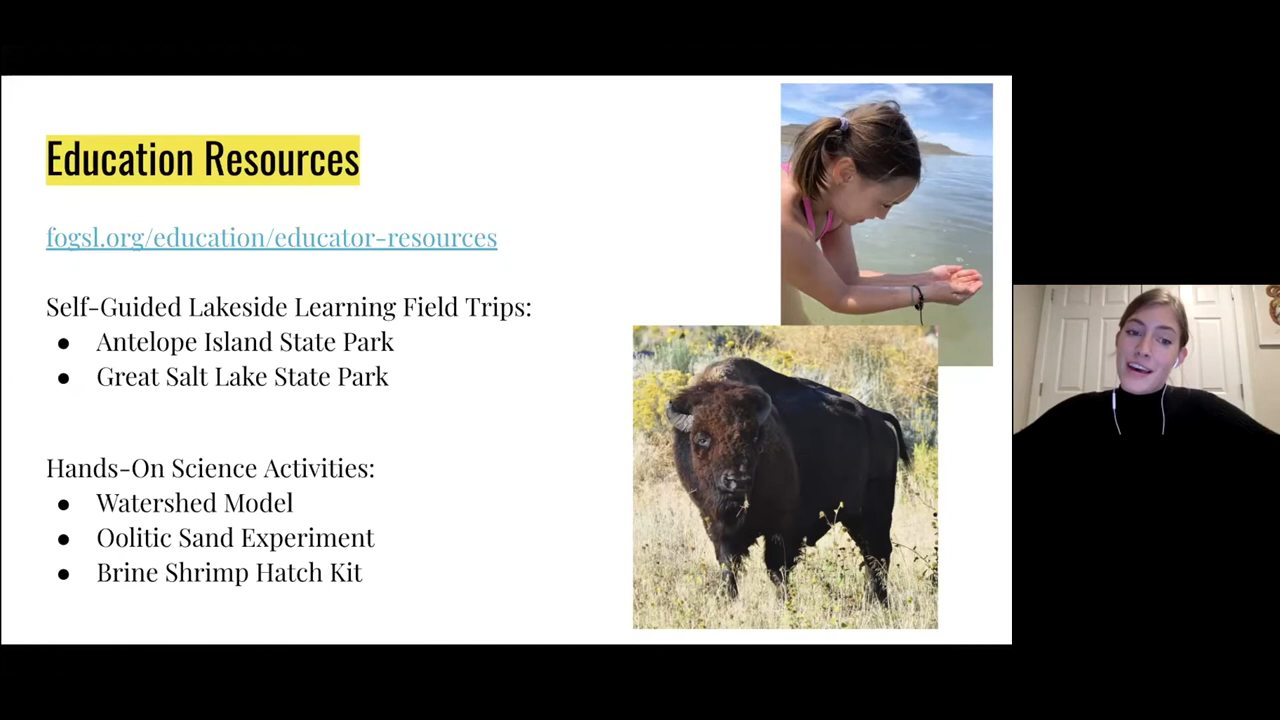 Education Resources
fogsl.org/education/educator-resources
Self-Guided Lakeside Learning Field Trips:
● Antelope Island State Park
● Great Salt Lake State Park
Hands-On Science Activities:
● Watershed Model
● Oolitic Sand Experiment
● Brine Shrimp Hatch Kit